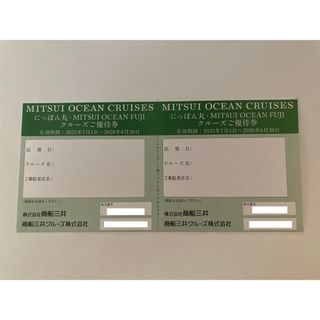 MITSUI OCEAN CRUISES
にっぽん丸・MITSUI OCEAN FUJI
クルーズご優待券
有効期間：2025年7月1日～2026年6月30日
出発日：
クルーズ名：
ご乗船者氏名：
株式会社 商船三井
商船三井クルーズ株式会社
MITSUI OCEAN CRUISES
にっぽん丸・MITSUI OCEAN FUJI
クルーズご優待券
有効期間：2025年7月1日～2026年6月30日
出発日：
クルーズ名：
ご乗船者氏名：
株式会社 商船三井
商船三井クルーズ株式会社